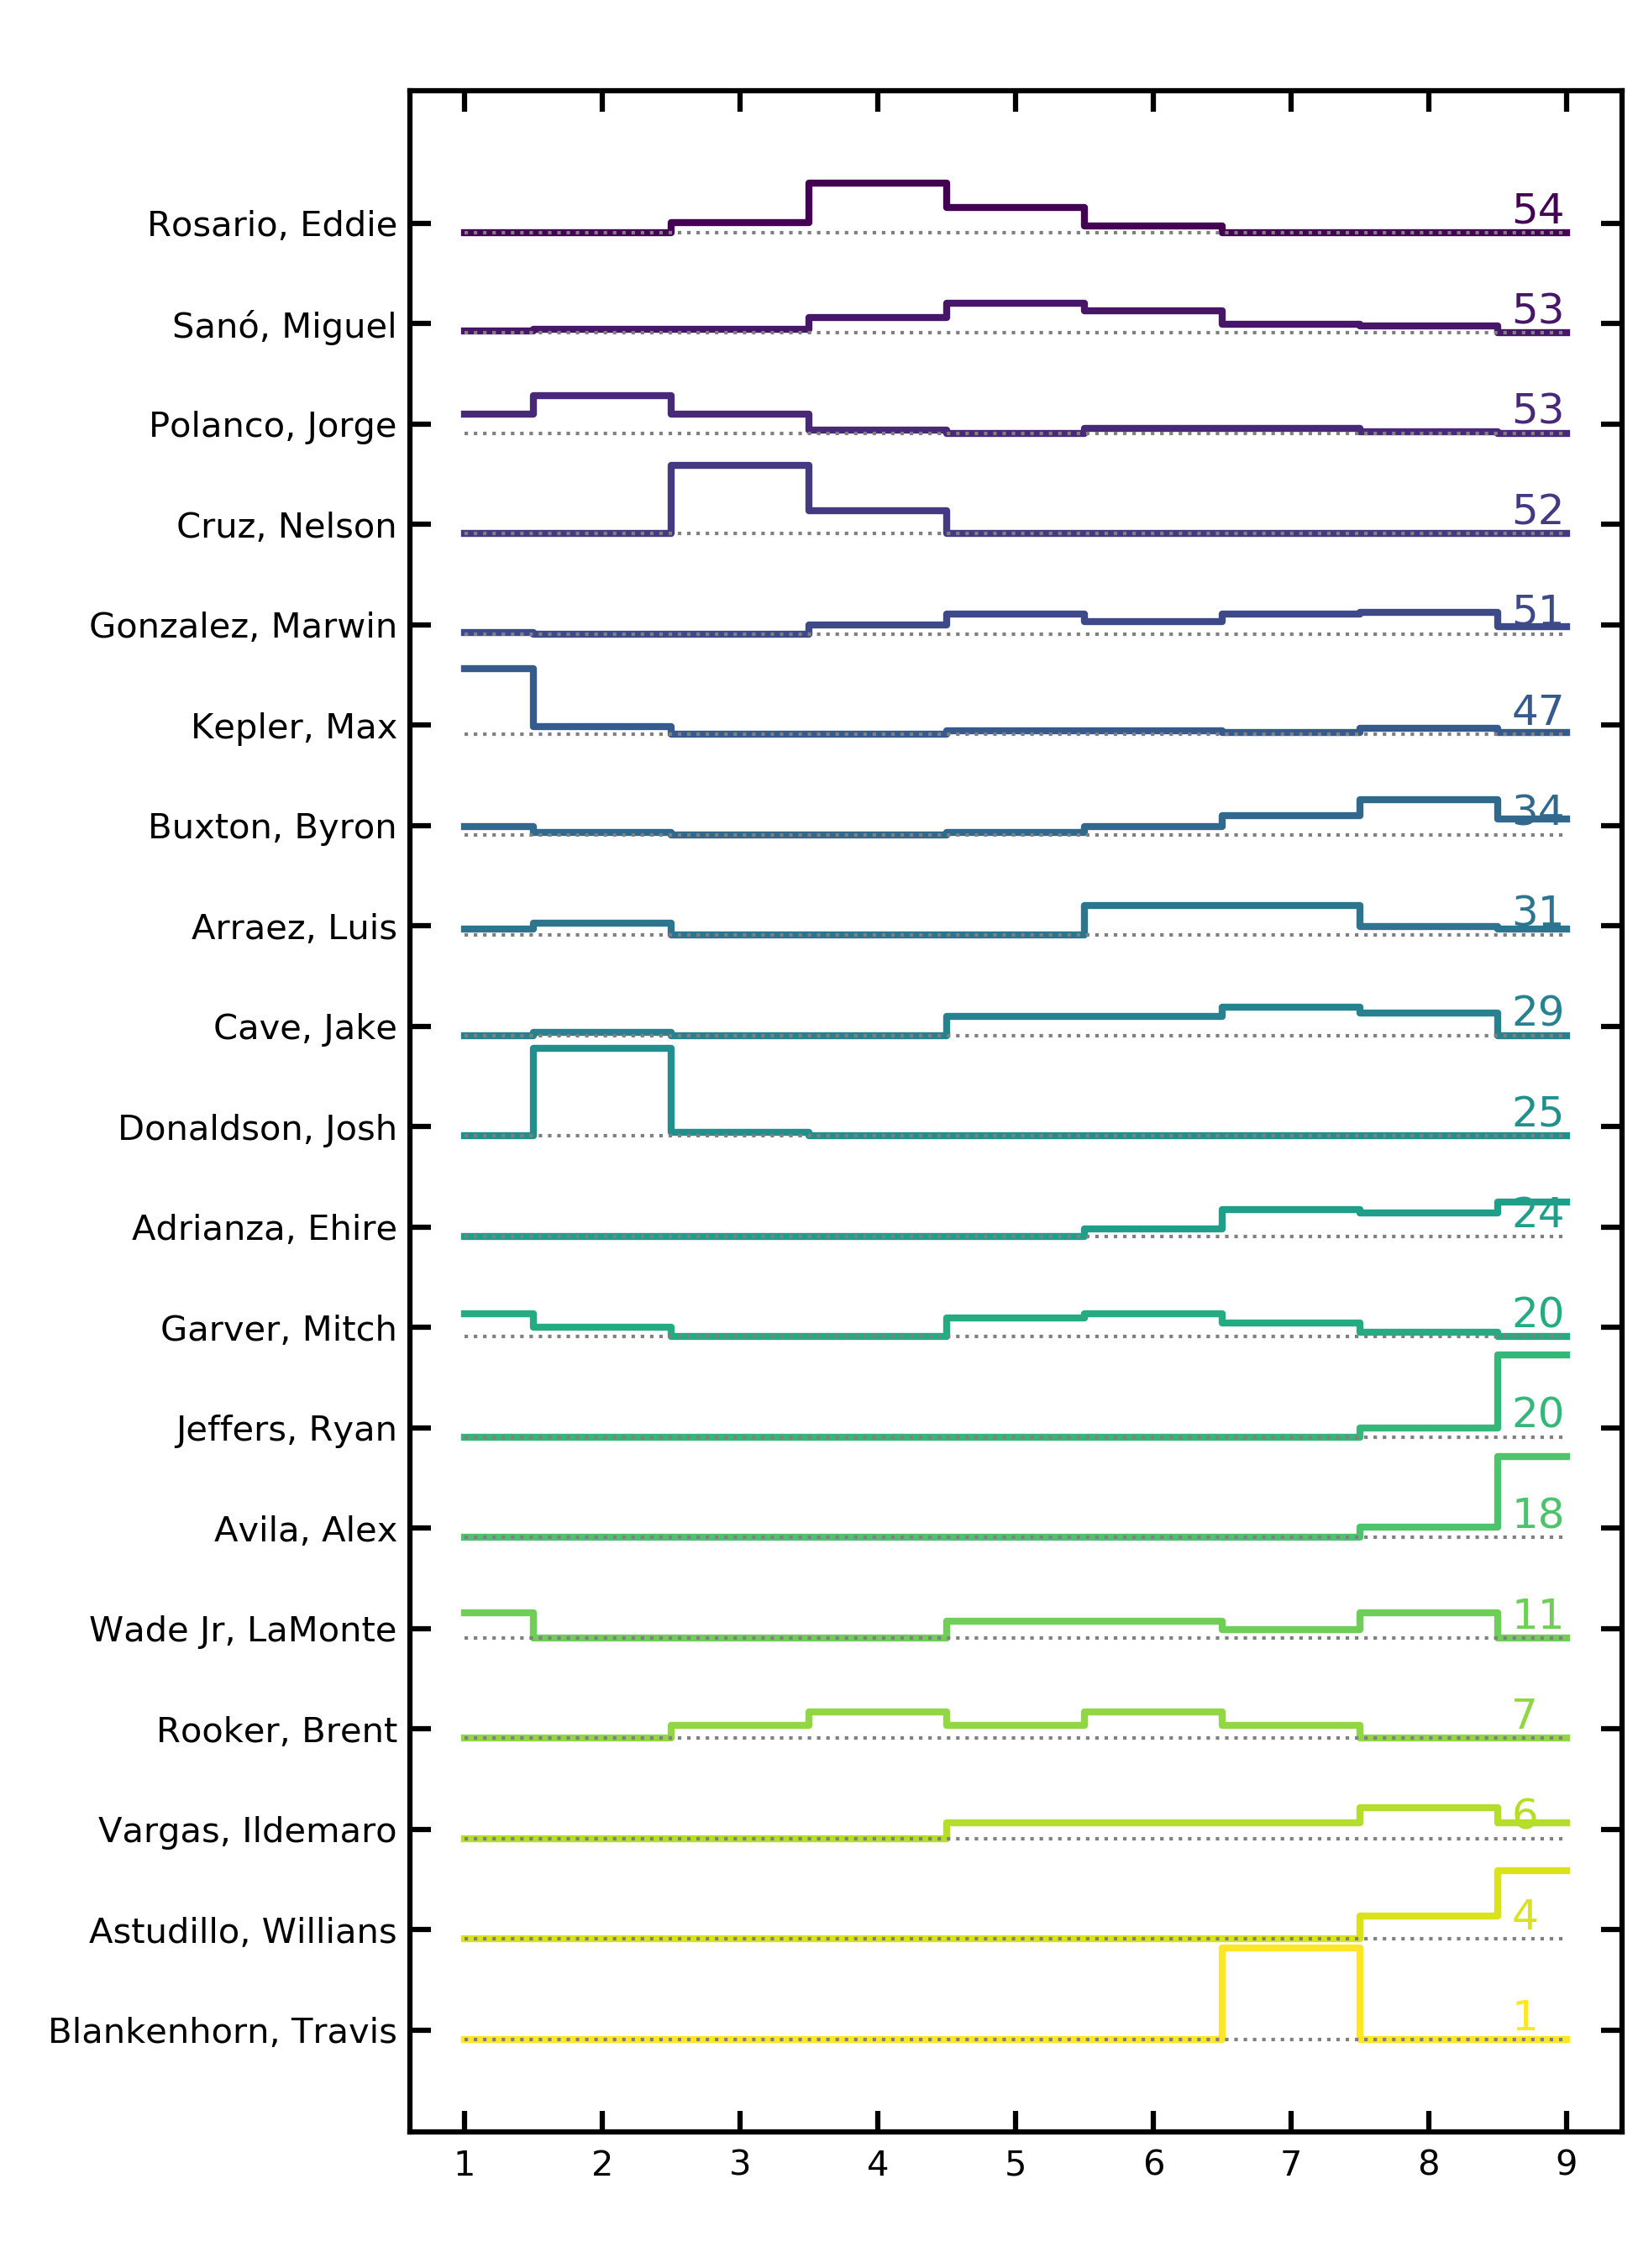 Rosario, Eddie 54
Sanó, Miguel 53
Polanco, Jorge 53
Cruz, Nelson 52
Gonzalez, Marwin 51
Kepler, Max 47
Buxton, Byron 34
Arraez, Luis 31
Cave, Jake 29
Donaldson, Josh 25
Adrianza, Ehire 24
Garver, Mitch 20
Jeffers, Ryan 20
Avila, Alex 18
Wade Jr, LaMonte 11
Rooker, Brent 7
Vargas, Ildemaro 6
Astudillo, Willians 4
Blankenhorn, Travis 1
1 2 3 4 5 6 7 8 9